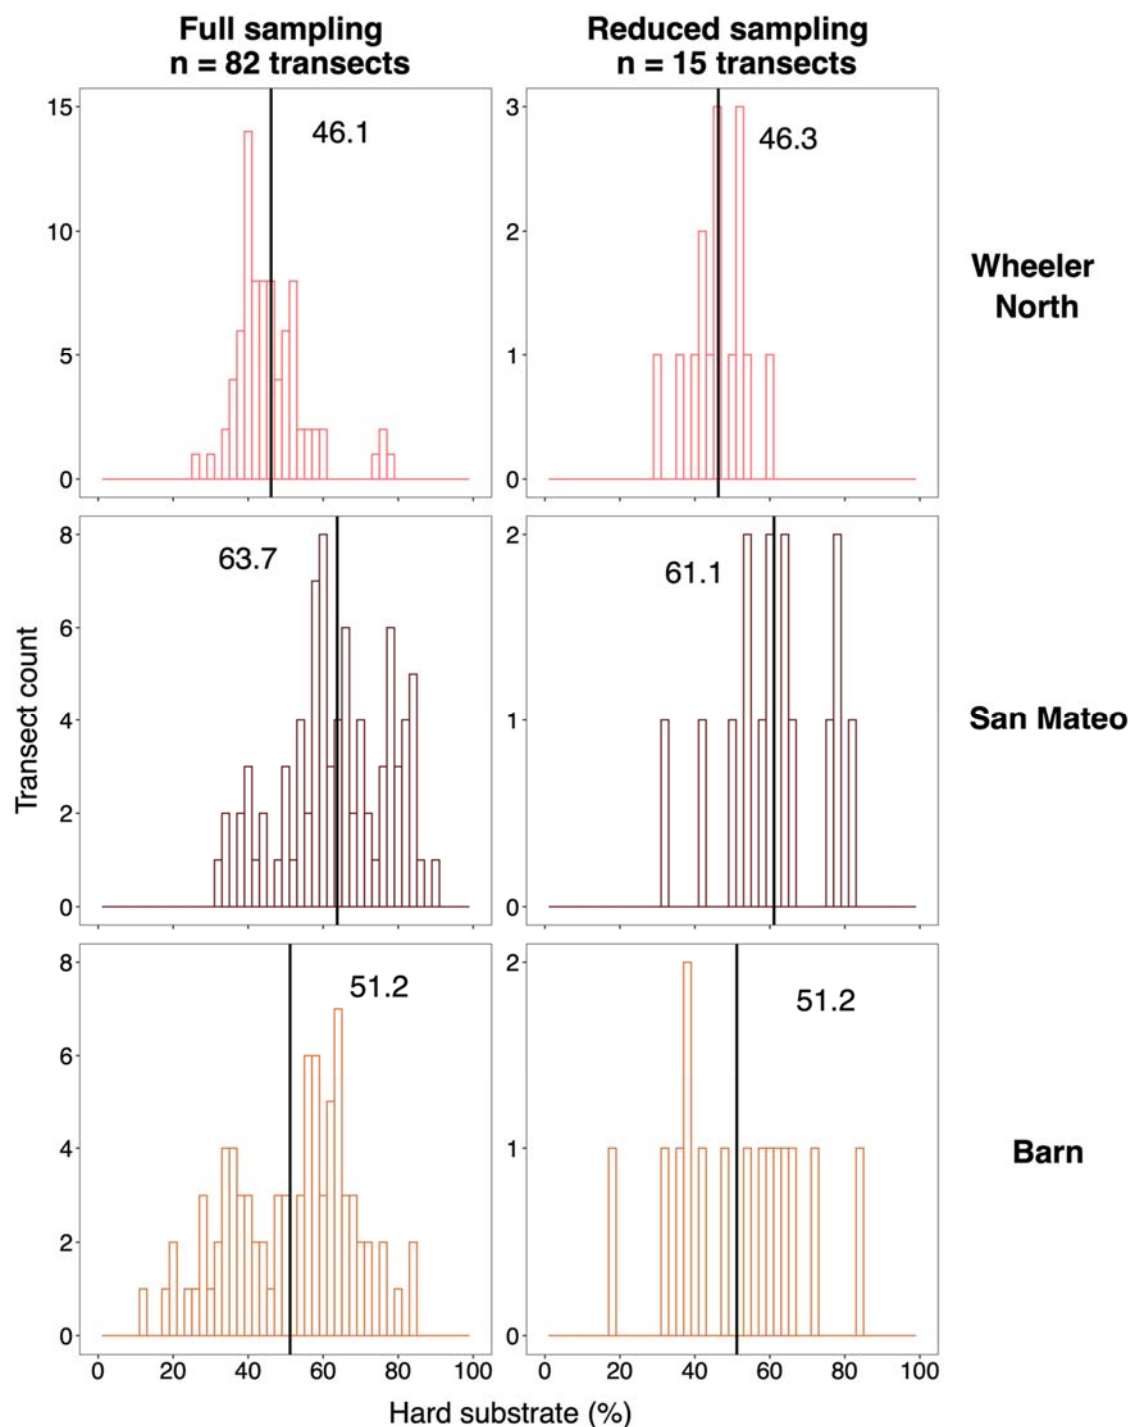 Full sampling
n = 82 transects
Reduced sampling
n = 15 transects
15
10
5
0
46.1
3
2
1
0
46.3
Wheeler
North
Transect count
8
6
4
2
0
63.7
2
1
0
61.1
San Mateo
8
6
4
2
0
51.2
2
1
0
51.2
Barn
0 20 40 60 80 100
0 20 40 60 80 100
Hard substrate (%)